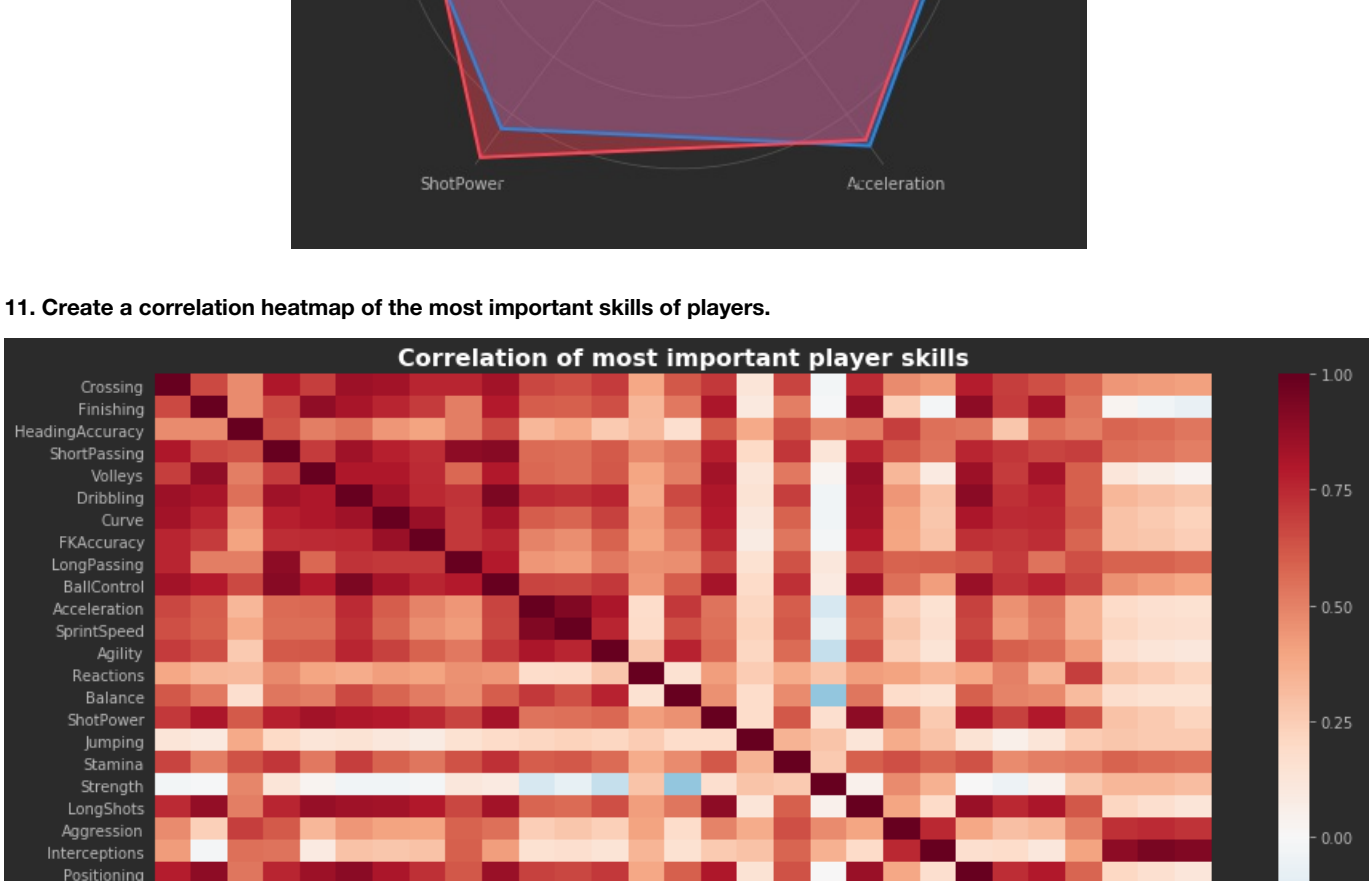 ShotPower
Acceleration
11. Create a correlation heatmap of the most important skills of players.
Correlation of most important player skills
Crossing
Finishing
HeadingAccuracy
ShortPassing
Volleys
Dribbling
Curve
FKAccuracy
LongPassing
BallControl
Acceleration
SprintSpeed
Agility
Reactions
Balance
ShotPower
Jumping
Stamina
Strength
LongShots
Aggression
Interceptions
Positioning
1.00
0.75
0.50
0.25
0.00